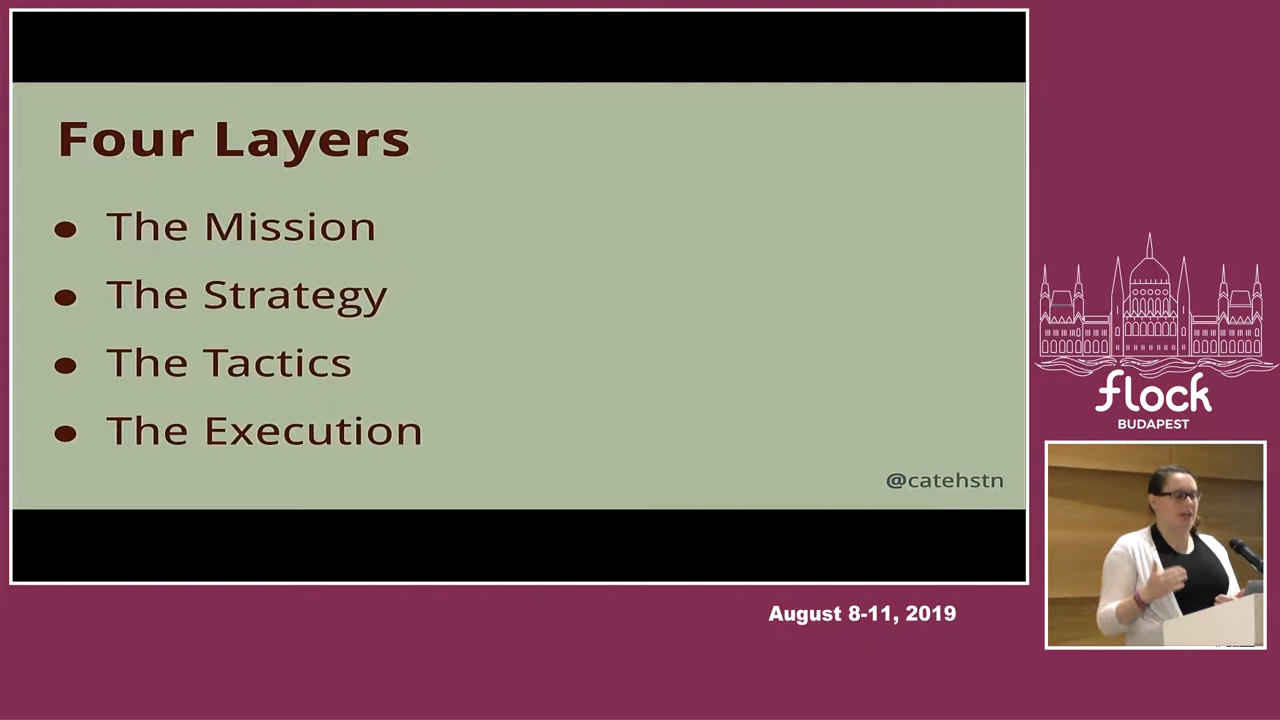 Four Layers
• The Mission
• The Strategy
• The Tactics
• The Execution
@catehstn
flock
BUDAPEST
August 8-11, 2019